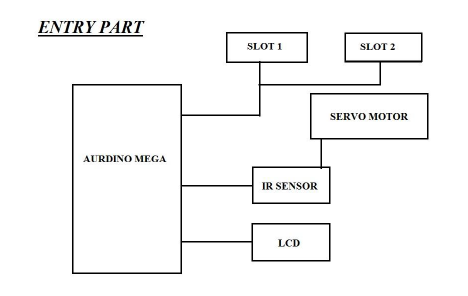 ENTRY PART
SLOT 1
SLOT 2
SERVO MOTOR
AURDINO MEGA
IR SENSOR
LCD